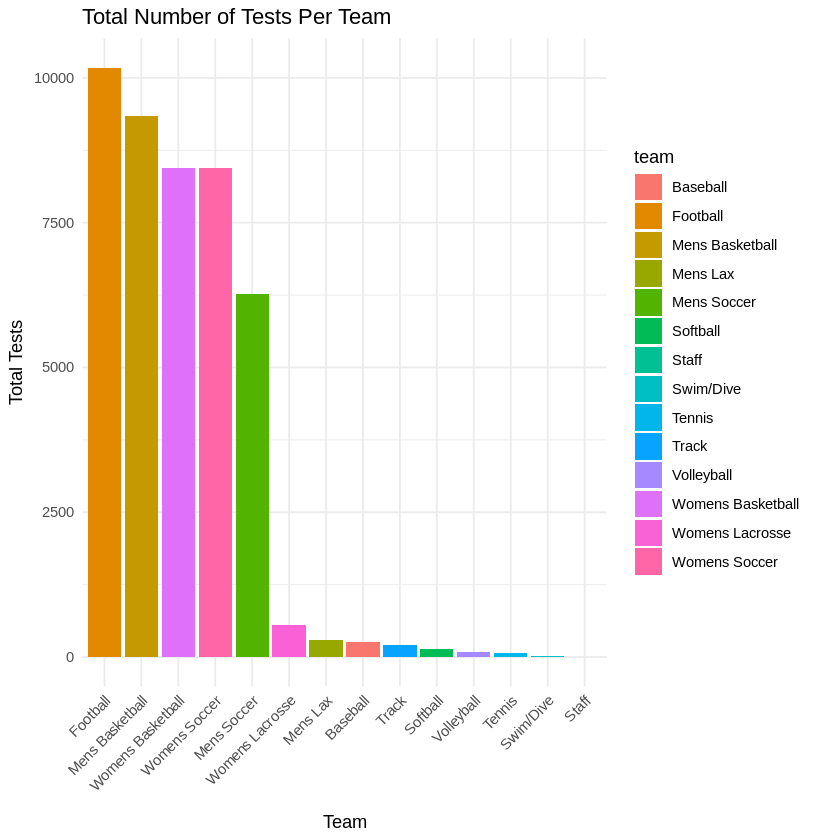 Total Number of Tests Per Team
Total Tests
10000
7500
5000
2500
0
Football
Mens Basketball
Womens Basketball
Womens Soccer
Mens Soccer
Womens Lacrosse
Mens Lax
Baseball
Track
Softball
Volleyball
Tennis
Swim/Dive
Staff
Team
team
Baseball
Football
Mens Basketball
Mens Lax
Mens Soccer
Softball
Staff
Swim/Dive
Tennis
Track
Volleyball
Womens Basketball
Womens Lacrosse
Womens Soccer